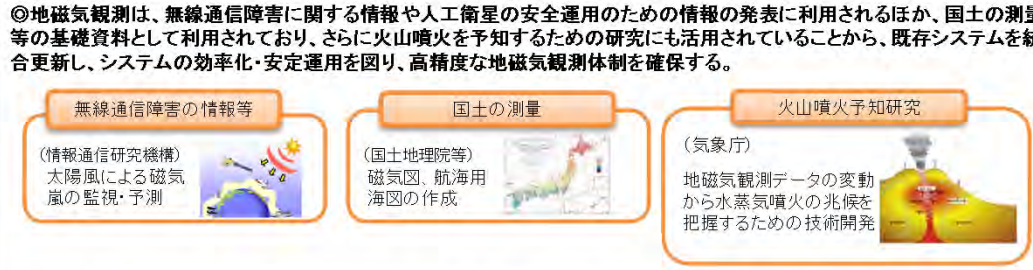 ◎地磁気観測は、無線通信障害に関する情報や人工衛星の安全運用のための情報の発表に利用されるほか、国土の測量
等の基礎資料として利用されており、さらに火山噴火を予知するための研究にも活用されていることから、既存システムを統
合更新し、システムの効率化・安定運用を図り、高精度な地磁気観測体制を確保する。
無線通信障害の情報等
(情報通信研究機構)
太陽風による磁気
嵐の監視・予測
国土の測量
(国土地理院等)
磁気図、航海用
海図の作成
火山噴火予知研究
(気象庁)
地磁気観測データの変動
から水蒸気噴火の兆候を
把握するための技術開発